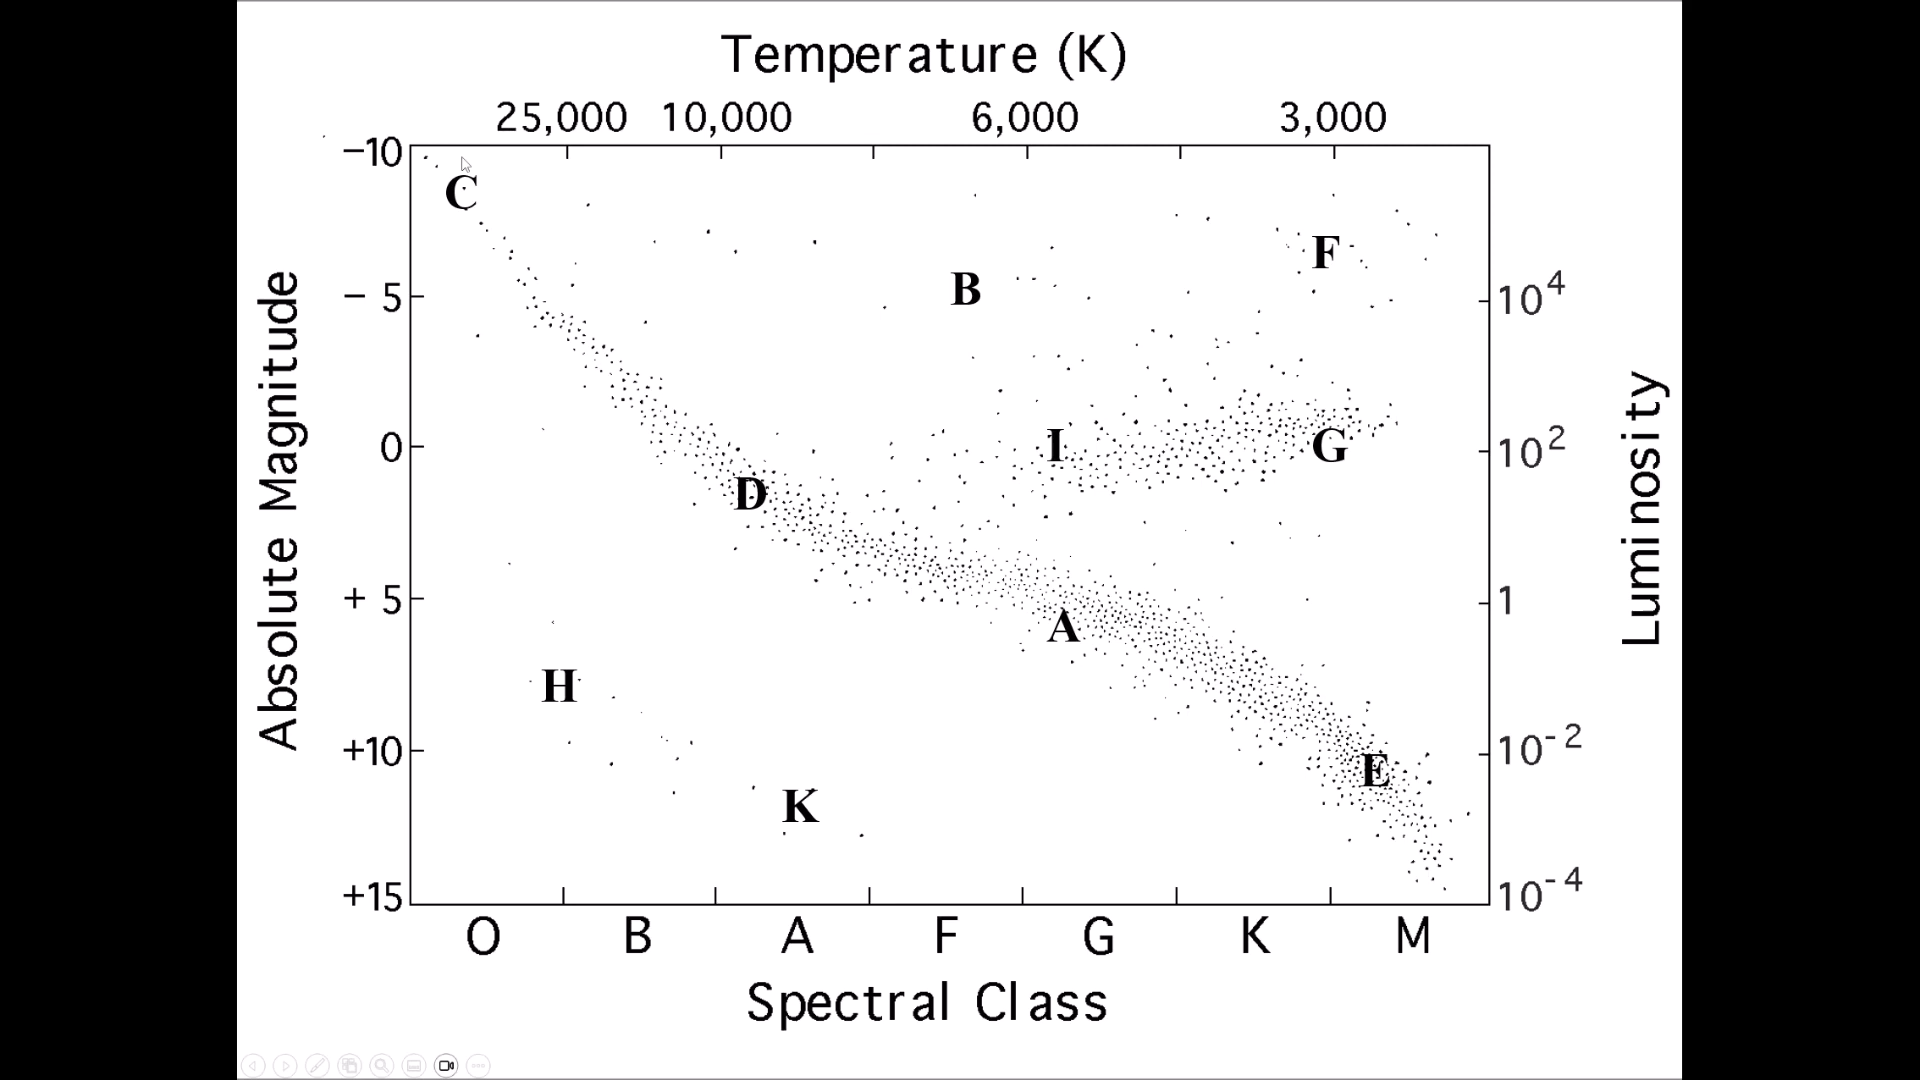 Temperature (K)
25,000 10,000 6,000 3,000
−10
C
F
B
− 5
10⁴
Absolute Magnitude
Luminosity
0
I
G
10²
D
+ 5
1
A
H
+10
10⁻²
E
K
+15
10⁻⁴
O B A F G K M
Spectral Class